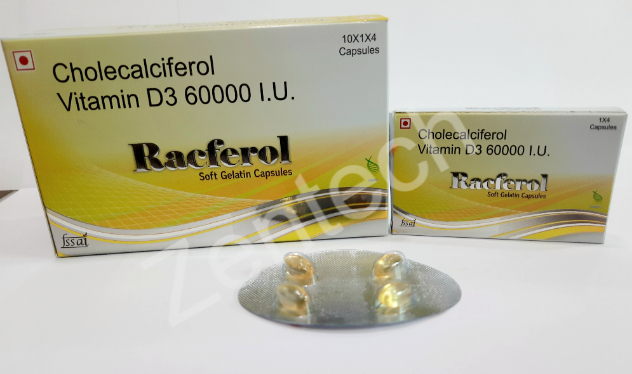 10X1X4
Capsules
Cholecalciferol
Vitamin D3 60000 I.U.
Racferol
Soft Gelatin Capsules
fssai
1X4
Capsules
Cholecalciferol
Vitamin D3 60000 I.U.
Racferol
Soft Gelatin Capsules
fssai
Zentech